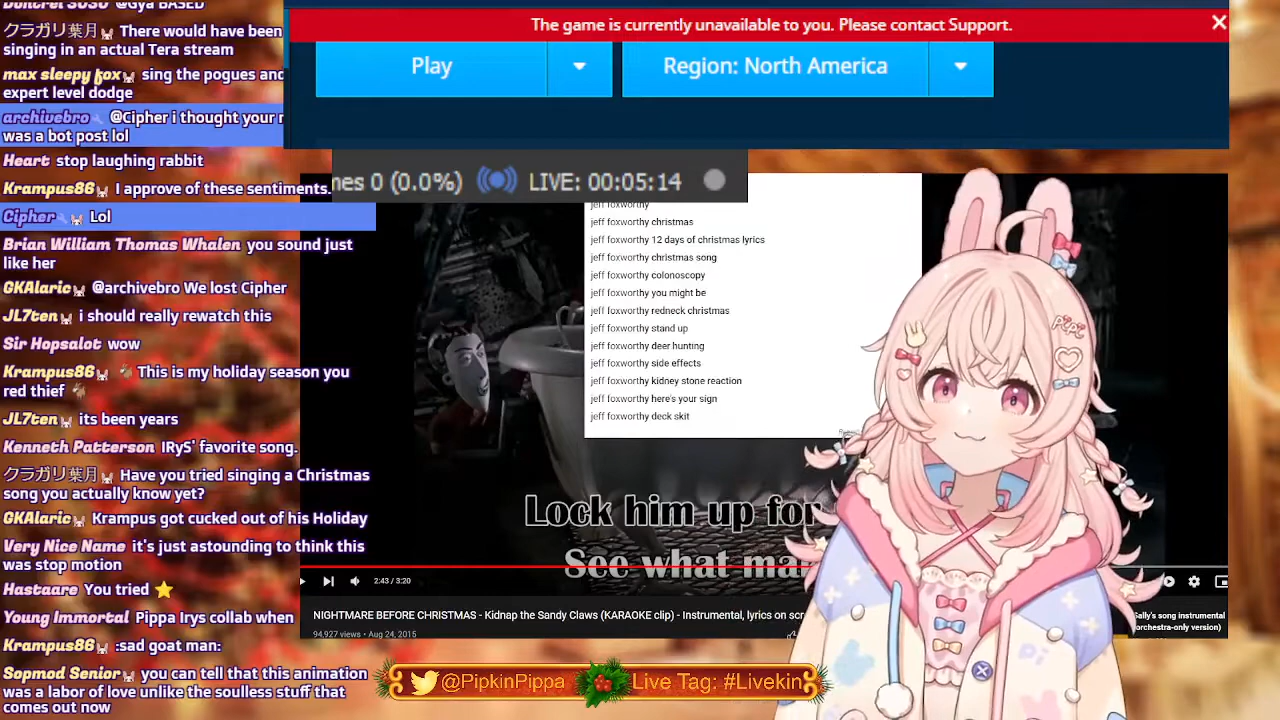 Doncrel 3030 @Gya BASED
クラガリ葉月 There would have been
singing in an actual Tera stream
max sleepy fox sing the pogues and
expert level dodge
archivebro @Cipher i thought your
was a bot post lol
Heart stop laughing rabbit
Krampus86 I approve of these sentiments.
Cipher Lol
Brian William Thomas Whalen you sound just
like her
GKAlaric @archivebro We lost Cipher
JL7ten i should really rewatch this
Sir Hopsalot wow
Krampus86 This is my holiday season you
red thief
JL7ten its been years
Kenneth Patterson IRyS' favorite song.
クラガリ葉月 Have you tried singing a Christmas
song you actually know yet?
GKAlaric Krampus got cucked out of his Holiday
Very Nice Name it's just astounding to think this
was stop motion
Hastaare You tried
Young Immortal Pippa Irys collab when
Krampus86 :sad goat man:
Sopmod Senior you can tell that this animation
was a labor of love unlike the soulless stuff that
comes out now
The game is currently unavailable to you. Please contact Support.
Play
Region: North America
mes 0 (0.0%) LIVE: 00:05:14
jeff foxworthy
jeff foxworthy christmas
jeff foxworthy 12 days of christmas lyrics
jeff foxworthy christmas song
jeff foxworthy colonoscopy
jeff foxworthy you might be
jeff foxworthy redneck christmas
jeff foxworthy stand up
jeff foxworthy deer hunting
jeff foxworthy side effects
jeff foxworthy kidney stone reaction
jeff foxworthy here's your sign
jeff foxworthy deck skit
Lock him up for
See what ma
2:43 / 3:20
NIGHTMARE BEFORE CHRISTMAS - Kidnap the Sandy Claws (KARAOKE clip) - Instrumental, lyrics on scr
94,927 views • Aug 24, 2015
Sally's song instrumental
(orchestra-only version)
PiPi
@PipkinPippa Live Tag: #Livekin